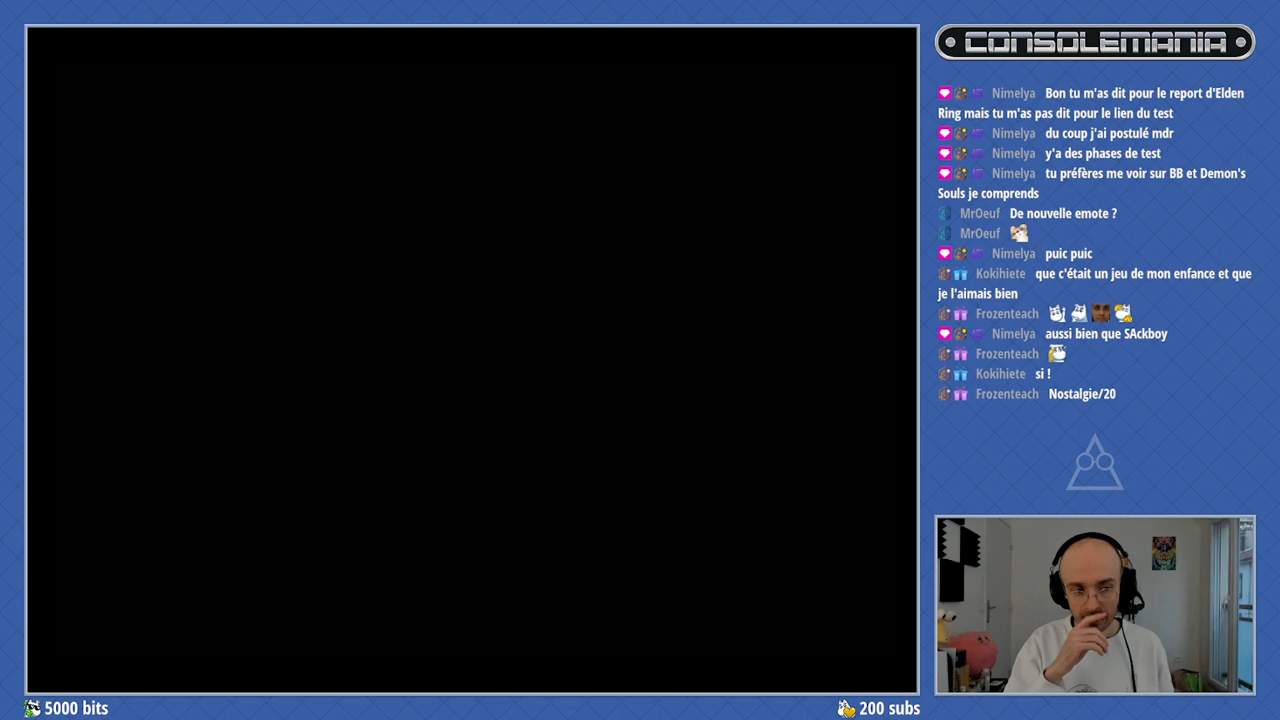 CONSOLEMANIA
Nimelya Bon tu m'as dit pour le report d'Elden
Ring mais tu m'as pas dit pour le lien du test
Nimelya du coup j'ai postulé mdr
Nimelya y'a des phases de test
Nimelya tu préfères me voir sur BB et Demon's
Souls je comprends
MrOeuf De nouvelle emote ?
MrOeuf
Nimelya puic puic
Kokihiete que c'était un jeu de mon enfance et que
je l'aimais bien
Frozenteach
Nimelya aussi bien que SAckboy
Frozenteach
Kokihiete si !
Frozenteach Nostalgie/20
5000 bits
200 subs